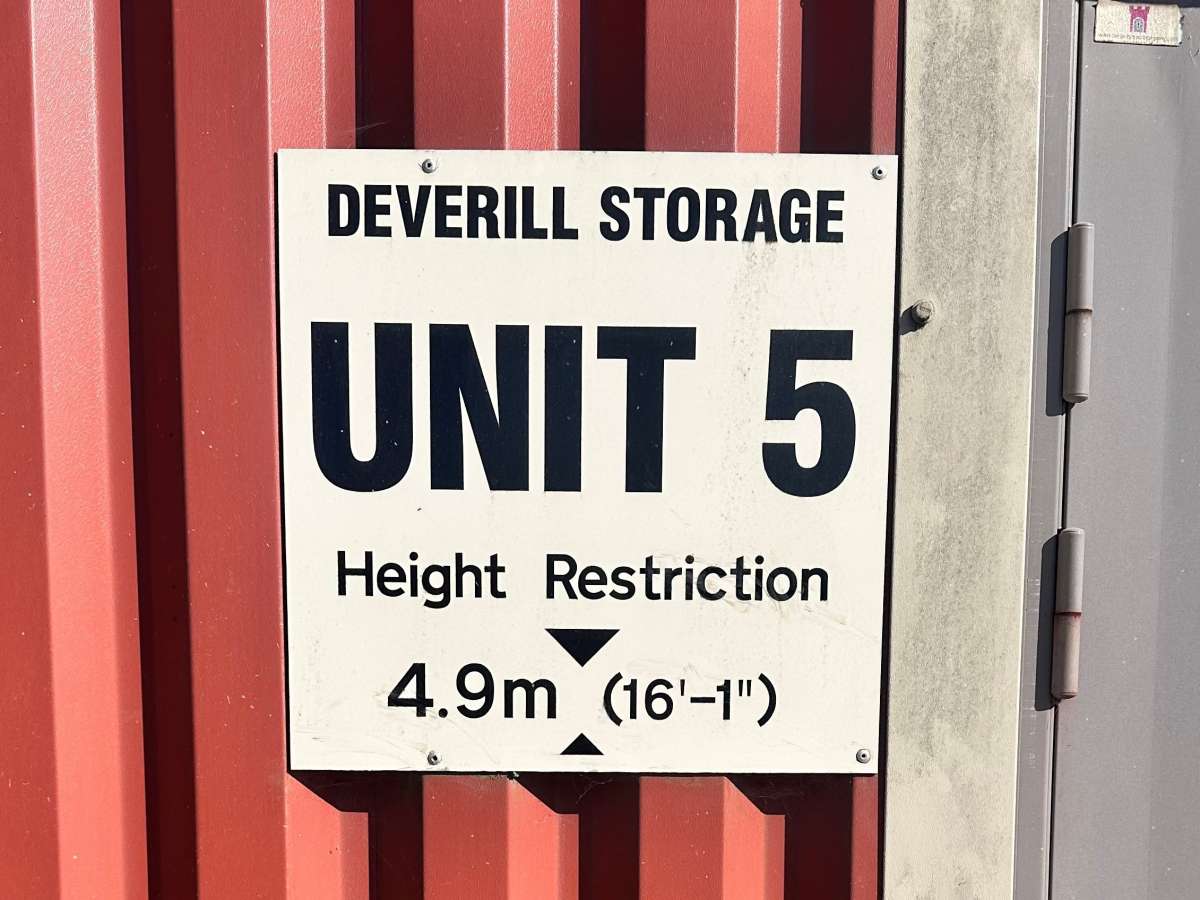 DEVERILL STORAGE
UNIT 5
Height Restriction
4.9m (16'-1")